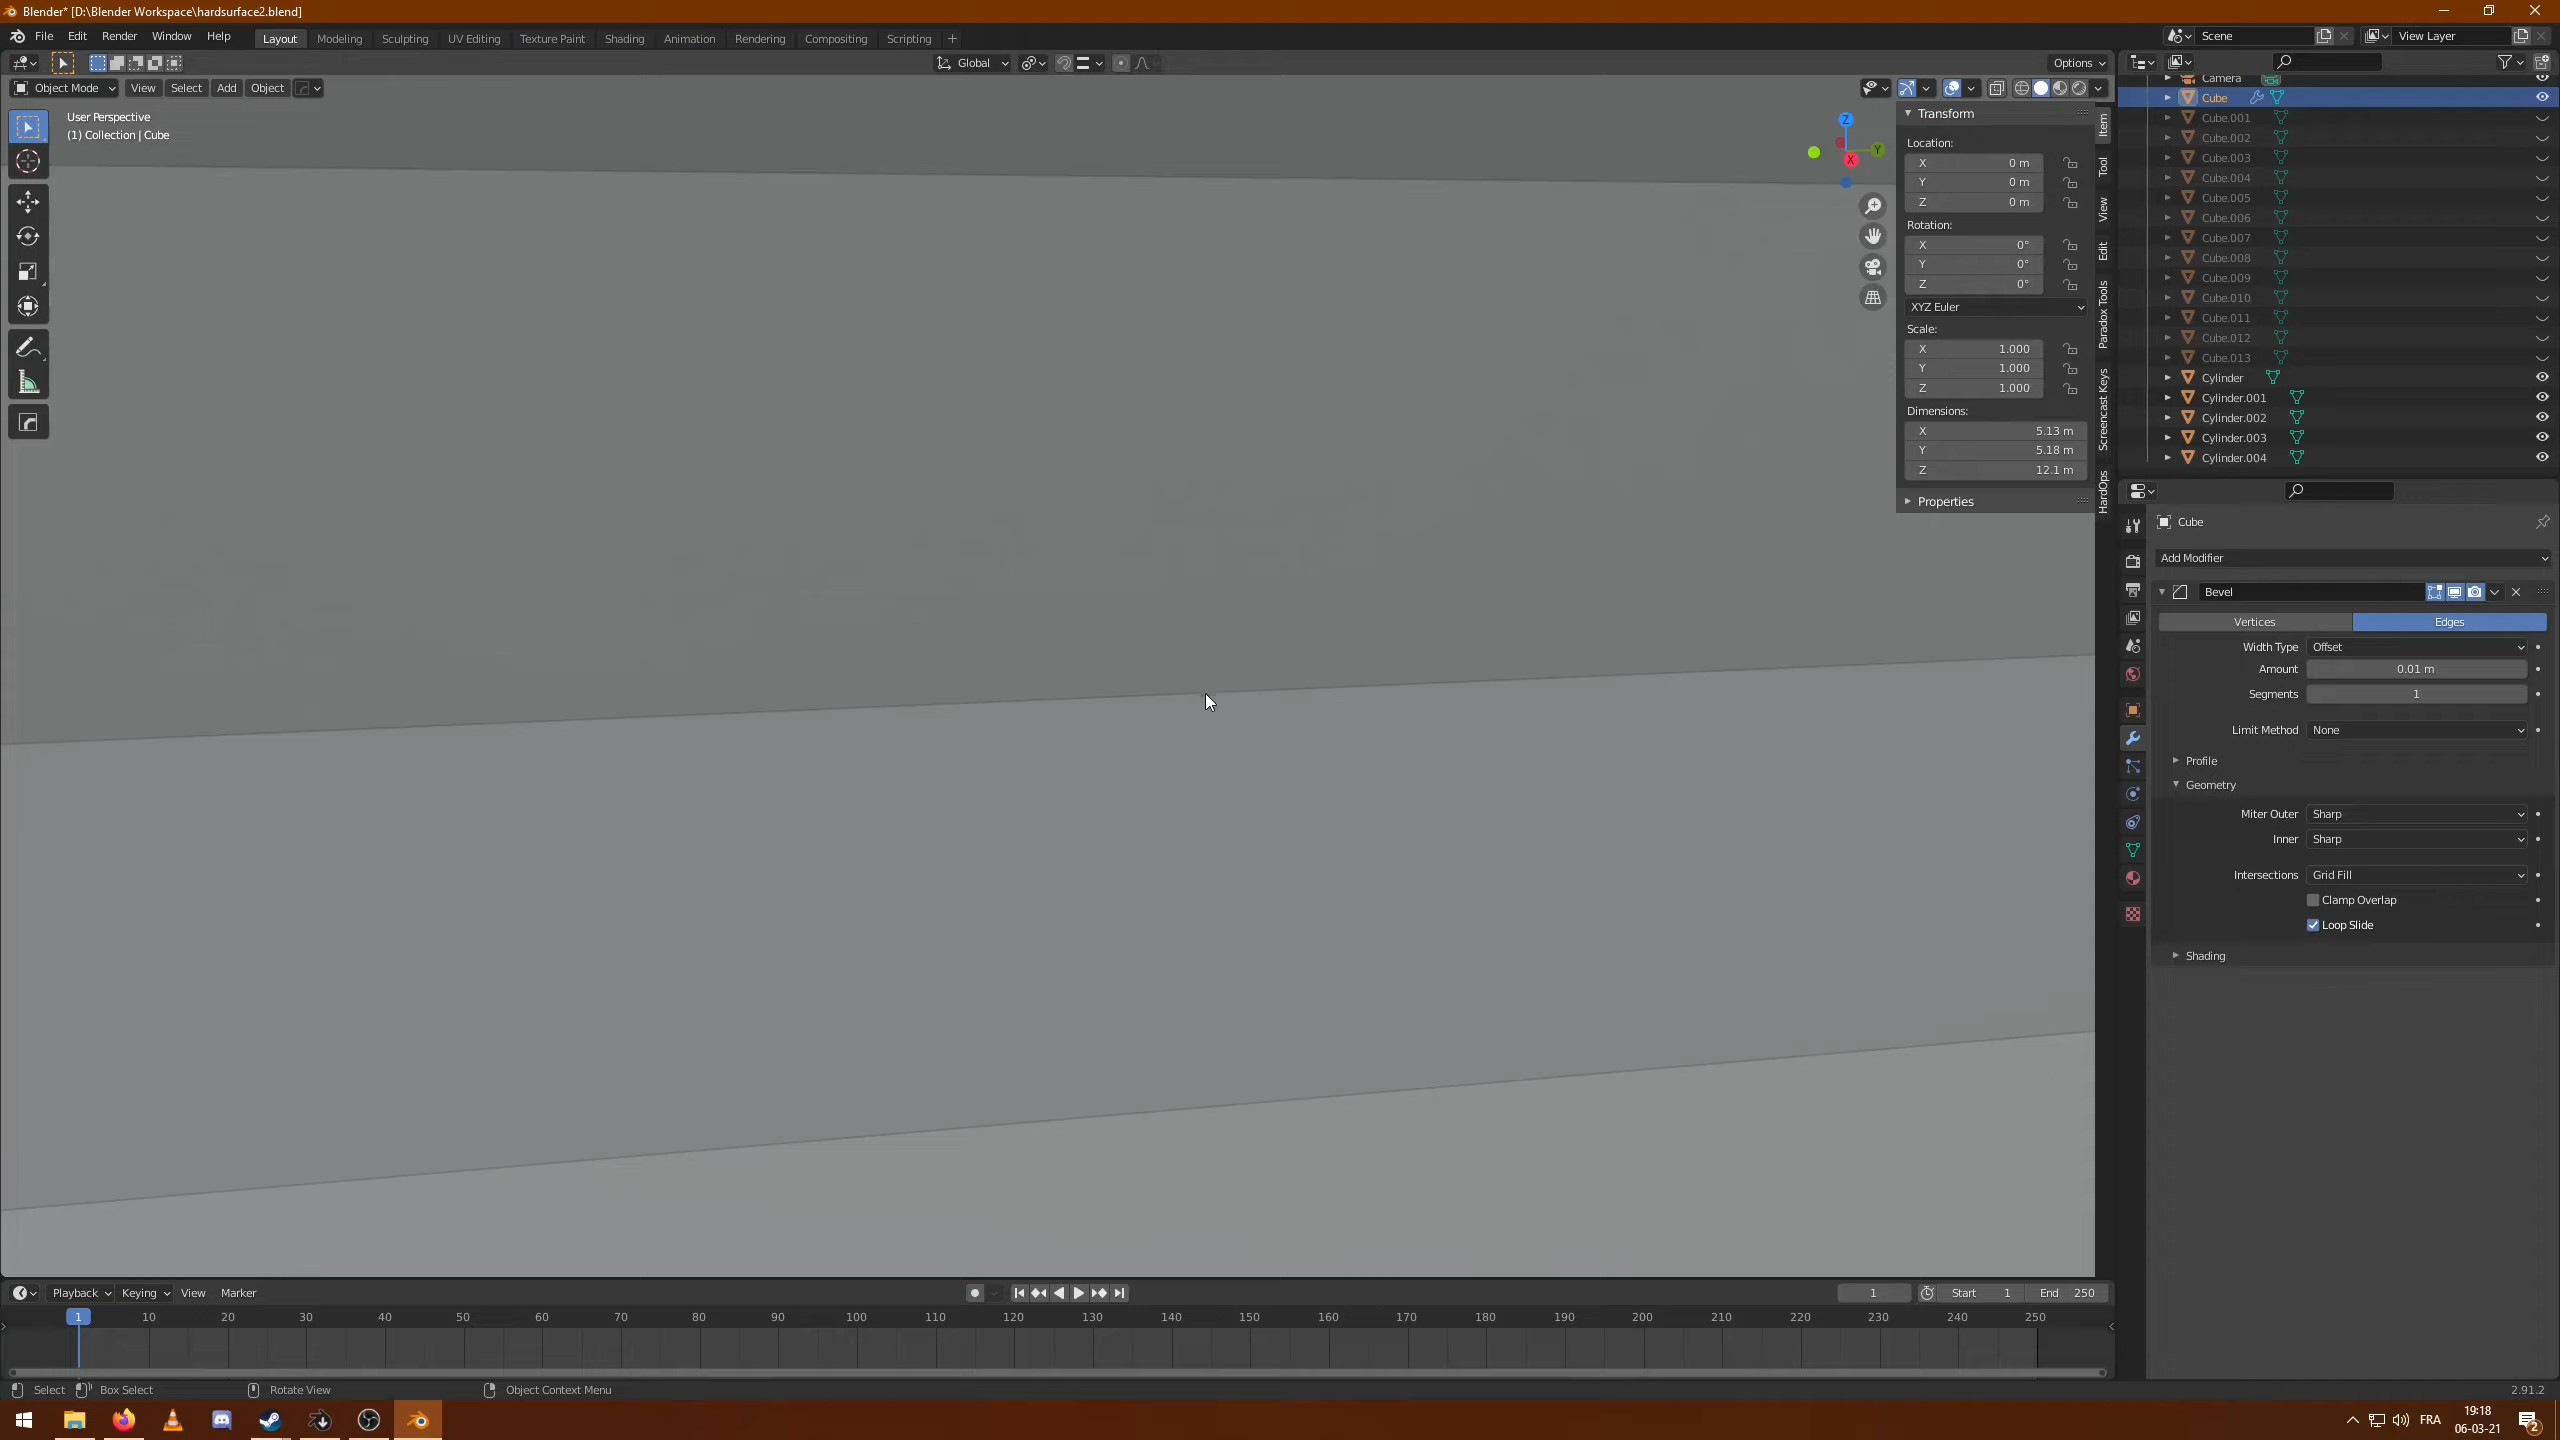 Blender* [D:\Blender Workspace\hardsurface2.blend]
File Edit Render Window Help Layout Modeling Sculpting UV Editing Texture Paint Shading Animation Rendering Compositing Scripting + Scene View Layer
Global Options
Object Mode View Select Add Object
User Perspective
(1) Collection | Cube
Z
Y
X
Transform
Location:
X 0 m
Y 0 m
Z 0 m
Rotation:
X 0°
Y 0°
Z 0°
XYZ Euler
Scale:
X 1.000
Y 1.000
Z 1.000
Dimensions:
X 5.13 m
Y 5.18 m
Z 12.1 m
Properties
Item
Tool
View
Edit
Paradox Tools
Screencast Keys
HardOps
Camera
Cube
Cube.001
Cube.002
Cube.003
Cube.004
Cube.005
Cube.006
Cube.007
Cube.008
Cube.009
Cube.010
Cube.011
Cube.012
Cube.013
Cylinder
Cylinder.001
Cylinder.002
Cylinder.003
Cylinder.004
Cube
Add Modifier
Bevel
Vertices Edges
Width Type Offset
Amount 0.01 m
Segments 1
Limit Method None
Profile
Geometry
Miter Outer Sharp
Inner Sharp
Intersections Grid Fill
Clamp Overlap
Loop Slide
Shading
Playback Keying View Marker 1 Start 1 End 250
1 10 20 30 40 50 60 70 80 90 100 110 120 130 140 150 160 170 180 190 200 210 220 230 240 250
Select Box Select Rotate View Object Context Menu 2.91.2
FRA
19:18
06-03-21
2